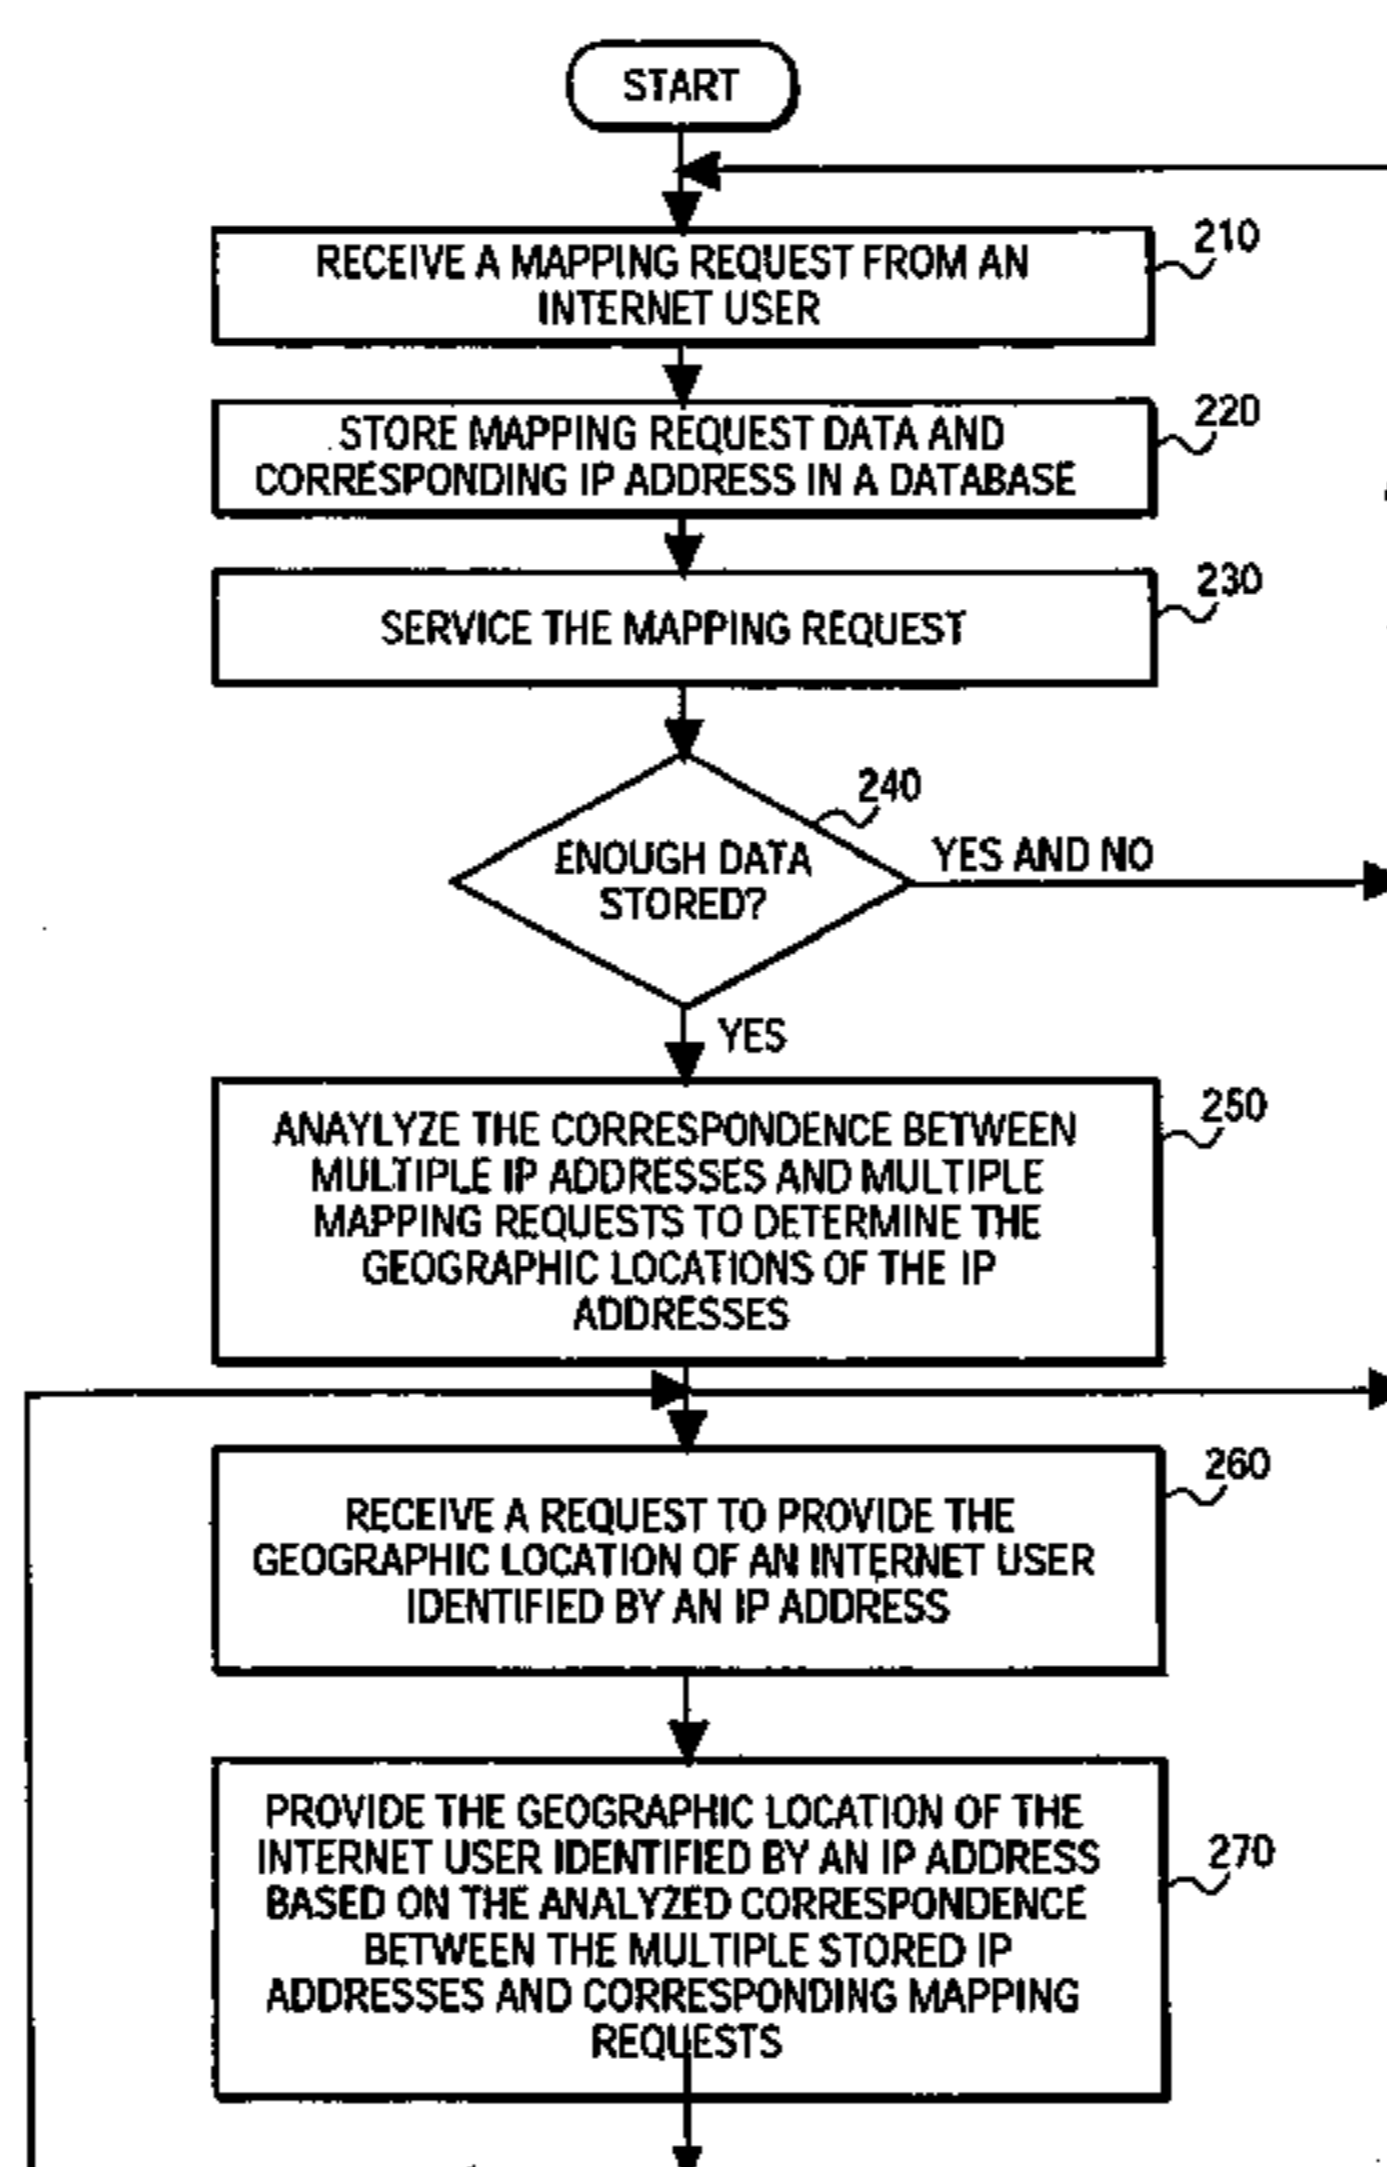 START
210
RECEIVE A MAPPING REQUEST FROM AN
INTERNET USER
220
STORE MAPPING REQUEST DATA AND
CORRESPONDING IP ADDRESS IN A DATABASE
230
SERVICE THE MAPPING REQUEST
240
ENOUGH DATA
STORED?
YES AND NO
YES
250
ANAYLYZE THE CORRESPONDENCE BETWEEN
MULTIPLE IP ADDRESSES AND MULTIPLE
MAPPING REQUESTS TO DETERMINE THE
GEOGRAPHIC LOCATIONS OF THE IP
ADDRESSES
260
RECEIVE A REQUEST TO PROVIDE THE
GEOGRAPHIC LOCATION OF AN INTERNET USER
IDENTIFIED BY AN IP ADDRESS
270
PROVIDE THE GEOGRAPHIC LOCATION OF THE
INTERNET USER IDENTIFIED BY AN IP ADDRESS
BASED ON THE ANALYZED CORRESPONDENCE
BETWEEN THE MULTIPLE STORED IP
ADDRESSES AND CORRESPONDING MAPPING
REQUESTS